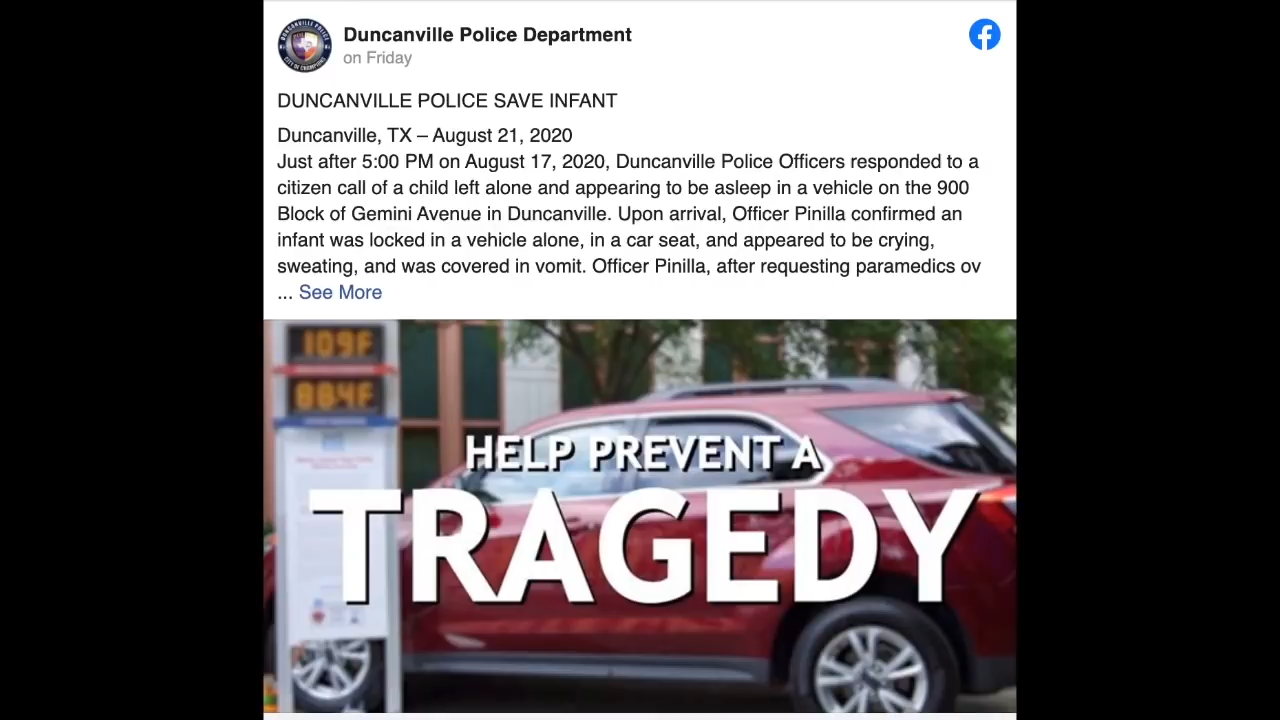 Duncanville Police Department
on Friday
DUNCANVILLE POLICE SAVE INFANT
Duncanville, TX – August 21, 2020
Just after 5:00 PM on August 17, 2020, Duncanville Police Officers responded to a
citizen call of a child left alone and appearing to be asleep in a vehicle on the 900
Block of Gemini Avenue in Duncanville. Upon arrival, Officer Pinilla confirmed an
infant was locked in a vehicle alone, in a car seat, and appeared to be crying,
sweating, and was covered in vomit. Officer Pinilla, after requesting paramedics ov
... See More
109F
88.4F
HELP PREVENT A
TRAGEDY